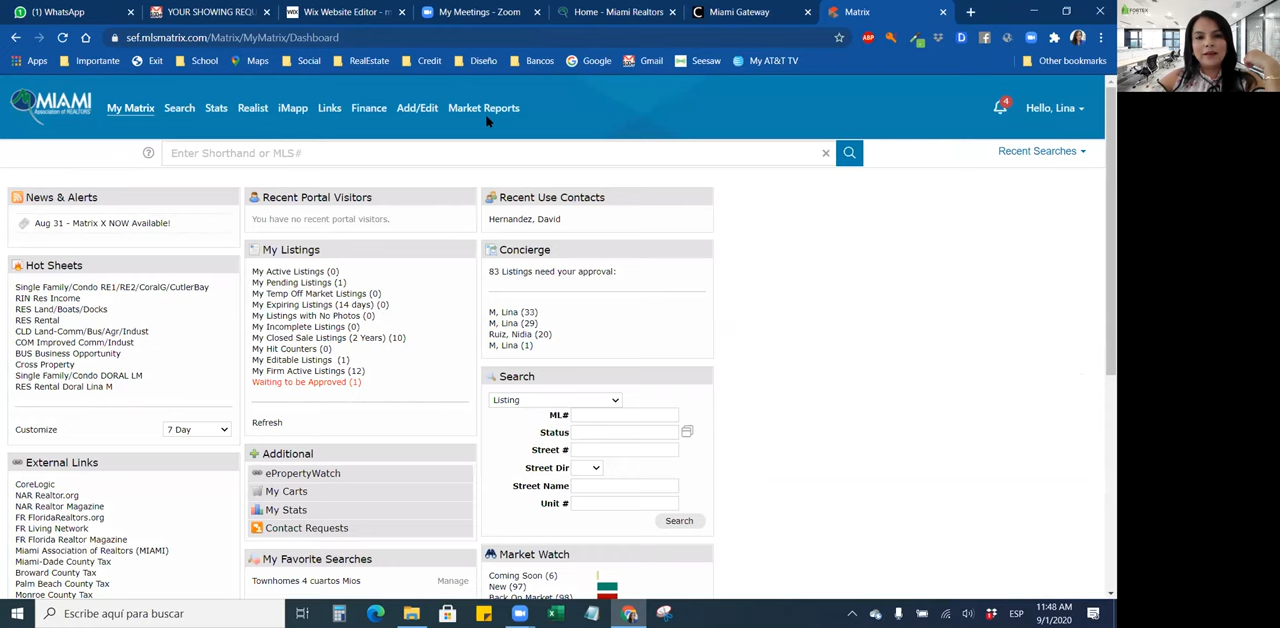 (1) WhatsApp
YOUR SHOWING REQU
Wix Website Editor - m
My Meetings - Zoom
Home - Miami Realtors
Miami Gateway
Matrix
sef.mlsmatrix.com/Matrix/MyMatrix/Dashboard
Apps
Importante
Exit
School
Maps
Social
RealEstate
Credit
Diseño
Bancos
Google
Gmail
Seesaw
My AT&T TV
Other bookmarks
FORTEX
MIAMI
My Matrix
Search
Stats
Realist
iMapp
Links
Finance
Add/Edit
Market Reports
4
Hello, Lina
Enter Shorthand or MLS#
Recent Searches
News & Alerts
Aug 31 - Matrix X NOW Available!
Hot Sheets
Single Family/Condo RE1/RE2/CoralG/CutlerBay
RIN Res Income
RES Land/Boats/Docks
RES Rental
CLD Land-Comm/Bus/Agr/Indust
COM Improved Comm/Indust
BUS Business Opportunity
Cross Property
Single Family/Condo DORAL LM
RES Rental Doral Lina M
Customize
7 Day
External Links
CoreLogic
NAR Realtor.org
NAR Realtor Magazine
FR FloridaRealtors.org
FR Living Network
FR Florida Realtor Magazine
Miami Association of Realtors (MIAMI)
Miami-Dade County Tax
Broward County Tax
Palm Beach County Tax
Monroe County Tax
Recent Portal Visitors
You have no recent portal visitors.
My Listings
My Active Listings (0)
My Pending Listings (1)
My Temp Off Market Listings (0)
My Expiring Listings (14 days) (0)
My Listings with No Photos (0)
My Incomplete Listings (0)
My Closed Sale Listings (2 Years) (10)
My Hit Counters (0)
My Editable Listings (1)
My Firm Active Listings (12)
Waiting to be Approved (1)
Refresh
Additional
ePropertyWatch
My Carts
My Stats
Contact Requests
My Favorite Searches
Townhomes 4 cuartos Mios
Manage
Recent Use Contacts
Hernandez, David
Concierge
83 Listings need your approval:
M, Lina (33)
M, Lina (29)
Ruiz, Nidia (20)
M, Lina (1)
Search
Listing
ML#
Status
Street #
Street Dir
Street Name
Unit #
Search
Market Watch
Coming Soon (6)
New (97)
Back On Market (98)
Escribe aquí para buscar
ESP
11:48 AM
9/1/2020